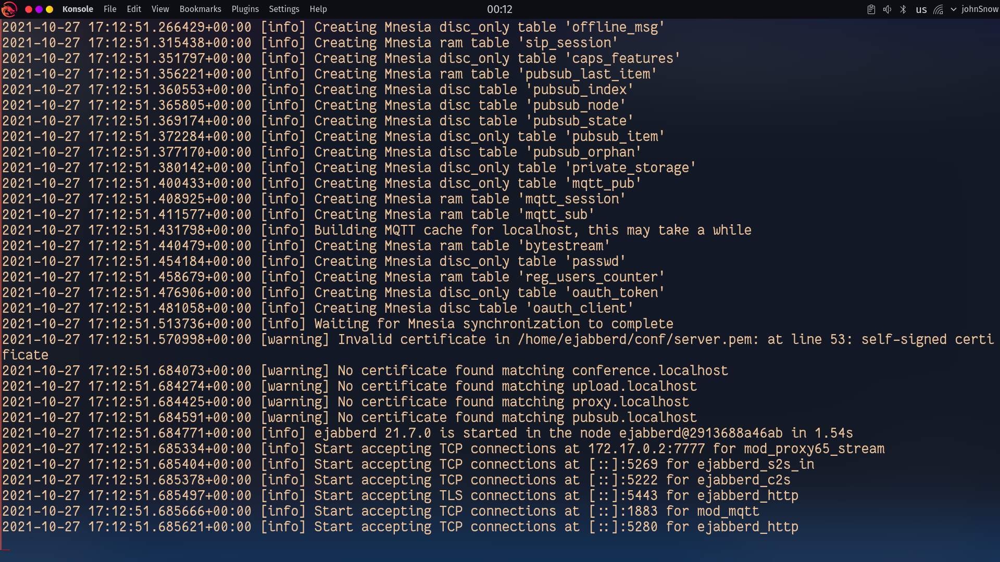 Konsole File Edit View Bookmarks Plugins Settings Help 00:12 us johnSnow
2021-10-27 17:12:51.266429+00:00 [info] Creating Mnesia disc_only table 'offline_msg'
2021-10-27 17:12:51.315438+00:00 [info] Creating Mnesia ram table 'sip_session'
2021-10-27 17:12:51.351797+00:00 [info] Creating Mnesia disc_only table 'caps_features'
2021-10-27 17:12:51.356221+00:00 [info] Creating Mnesia ram table 'pubsub_last_item'
2021-10-27 17:12:51.360553+00:00 [info] Creating Mnesia disc table 'pubsub_index'
2021-10-27 17:12:51.365805+00:00 [info] Creating Mnesia disc table 'pubsub_node'
2021-10-27 17:12:51.369174+00:00 [info] Creating Mnesia disc table 'pubsub_state'
2021-10-27 17:12:51.372284+00:00 [info] Creating Mnesia disc_only table 'pubsub_item'
2021-10-27 17:12:51.377170+00:00 [info] Creating Mnesia disc table 'pubsub_orphan'
2021-10-27 17:12:51.380142+00:00 [info] Creating Mnesia disc_only table 'private_storage'
2021-10-27 17:12:51.400433+00:00 [info] Creating Mnesia disc_only table 'mqtt_pub'
2021-10-27 17:12:51.408925+00:00 [info] Creating Mnesia ram table 'mqtt_session'
2021-10-27 17:12:51.411577+00:00 [info] Creating Mnesia ram table 'mqtt_sub'
2021-10-27 17:12:51.431798+00:00 [info] Building MQTT cache for localhost, this may take a while
2021-10-27 17:12:51.440479+00:00 [info] Creating Mnesia ram table 'bytestream'
2021-10-27 17:12:51.454184+00:00 [info] Creating Mnesia disc_only table 'passwd'
2021-10-27 17:12:51.458679+00:00 [info] Creating Mnesia ram table 'reg_users_counter'
2021-10-27 17:12:51.476906+00:00 [info] Creating Mnesia disc_only table 'oauth_token'
2021-10-27 17:12:51.481058+00:00 [info] Creating Mnesia disc table 'oauth_client'
2021-10-27 17:12:51.513736+00:00 [info] Waiting for Mnesia synchronization to complete
2021-10-27 17:12:51.570998+00:00 [warning] Invalid certificate in /home/ejabberd/conf/server.pem: at line 53: self-signed certi
ficate
2021-10-27 17:12:51.684073+00:00 [warning] No certificate found matching conference.localhost
2021-10-27 17:12:51.684274+00:00 [warning] No certificate found matching upload.localhost
2021-10-27 17:12:51.684425+00:00 [warning] No certificate found matching proxy.localhost
2021-10-27 17:12:51.684591+00:00 [warning] No certificate found matching pubsub.localhost
2021-10-27 17:12:51.684771+00:00 [info] ejabberd 21.7.0 is started in the node ejabberd@2913688a46ab in 1.54s
2021-10-27 17:12:51.685334+00:00 [info] Start accepting TCP connections at 172.17.0.2:7777 for mod_proxy65_stream
2021-10-27 17:12:51.685404+00:00 [info] Start accepting TCP connections at [::]:5269 for ejabberd_s2s_in
2021-10-27 17:12:51.685378+00:00 [info] Start accepting TCP connections at [::]:5222 for ejabberd_c2s
2021-10-27 17:12:51.685497+00:00 [info] Start accepting TLS connections at [::]:5443 for ejabberd_http
2021-10-27 17:12:51.685666+00:00 [info] Start accepting TCP connections at [::]:1883 for mod_mqtt
2021-10-27 17:12:51.685621+00:00 [info] Start accepting TCP connections at [::]:5280 for ejabberd_http